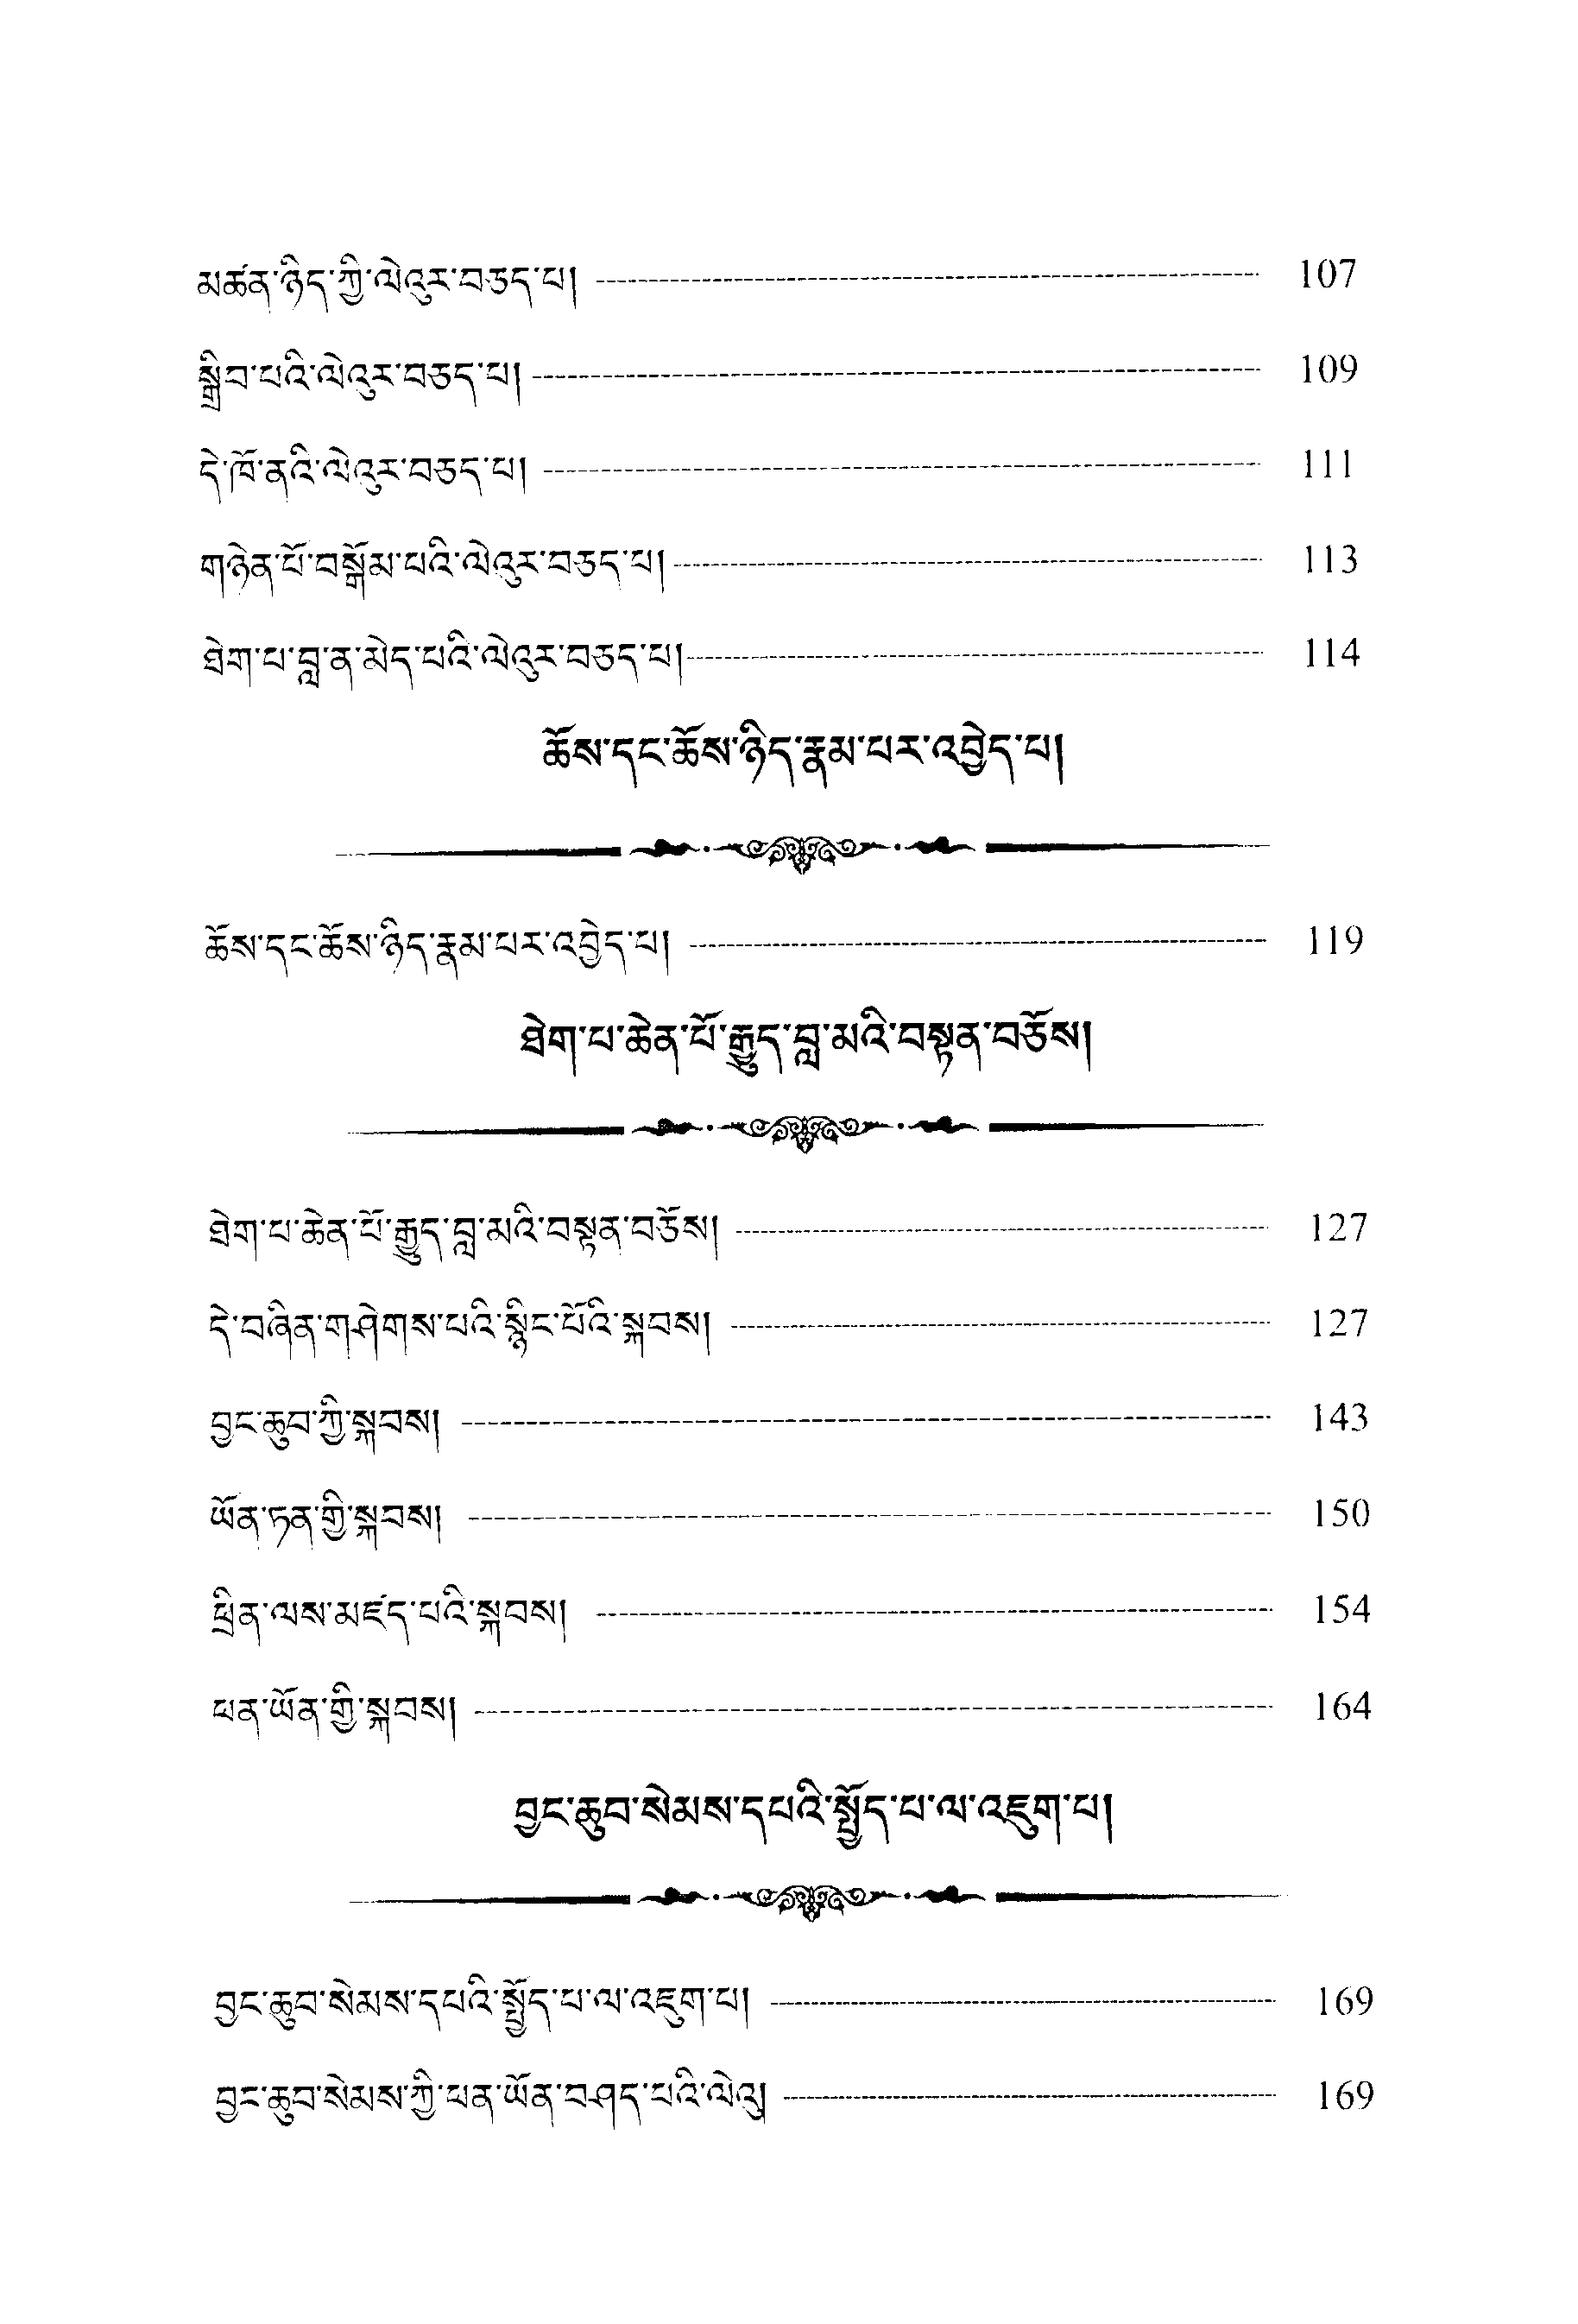 མཚན་ཉིད་ཀྱི་ལེའུར་བཅད་པ། 107
སྒྲིབ་པའི་ལེའུར་བཅད་པ། 109
དེ་ཁོ་ནའི་ལེའུར་བཅད་པ། 111
གཉེན་པོ་བསྒོམ་པའི་ལེའུར་བཅད་པ། 113
ཐེག་པ་བླ་ན་མེད་པའི་ལེའུར་བཅད་པ། 114
ཆོས་དང་ཆོས་ཉིད་རྣམ་པར་འབྱེད་པ།
ཆོས་དང་ཆོས་ཉིད་རྣམ་པར་འབྱེད་པ། 119
ཐེག་པ་ཆེན་པོ་རྒྱུད་བླ་མའི་བསྟན་བཅོས།
ཐེག་པ་ཆེན་པོ་རྒྱུད་བླ་མའི་བསྟན་བཅོས། 127
དེ་བཞིན་གཤེགས་པའི་སྙིང་པོའི་སྐབས། 127
བྱང་ཆུབ་ཀྱི་སྐབས། 143
ཡོན་ཏན་གྱི་སྐབས། 150
ཕྲིན་ལས་མཛད་པའི་སྐབས། 154
ཕན་ཡོན་གྱི་སྐབས། 164
བྱང་ཆུབ་སེམས་དཔའི་སྤྱོད་པ་ལ་འཇུག་པ།
བྱང་ཆུབ་སེམས་དཔའི་སྤྱོད་པ་ལ་འཇུག་པ། 169
བྱང་ཆུབ་སེམས་ཀྱི་ཕན་ཡོན་བཤད་པའི་ལེའུ། 169